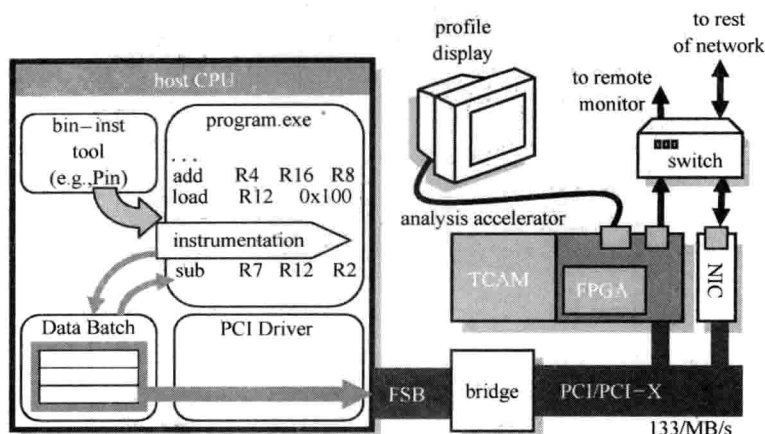 host CPU
bin-inst
tool
(e.g.,Pin)
program.exe
...
add R4 R16 R8
load R12 0x100
instrumentation
sub R7 R12 R2
Data Batch
PCI Driver
profile
display
to remote
monitor
to rest
of network
switch
analysis accelerator
TCAM
FPGA
NIC
FSB
bridge
PCI/PCI-X
133/MB/s